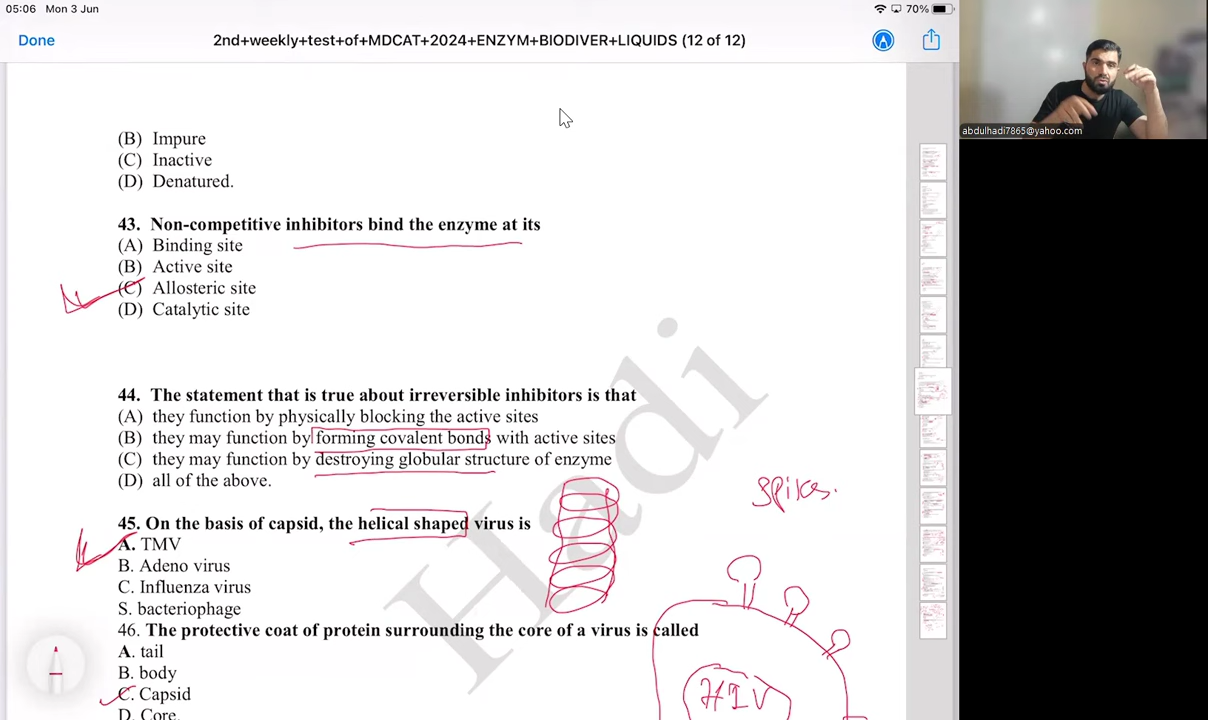 05:06 Mon 3 Jun
70%
Done
2nd+weekly+test+of+MDCAT+2024+ENZYM+BIODIVER+LIQUIDS (12 of 12)
abdulhadi7865@yahoo.com
(B) Impure
(C) Inactive
(D) Denatured.
43. Non-competitive inhibitors bind the enzyme at its
(A) Binding site
(B) Active site
(C) Allosteric site
(D) Catalytic site
44. The statement that is true about irreversible inhibitors is that
(A) they function by physically blocking the active sites
(B) they may function by forming covalent bonds with active sites
(C) they may function by destroying globular structure of enzyme
(D) all of the above.
spikes.
45. On the basis of capsid, the helical shaped virus is
A. TMV
B. Adeno virus
C. Influenza virus
S. bacteriophage
46. The protective coat of protein surrounding the core of a virus is called
A. tail
B. body
C. Capsid
HIV
D. Core.
Hadi